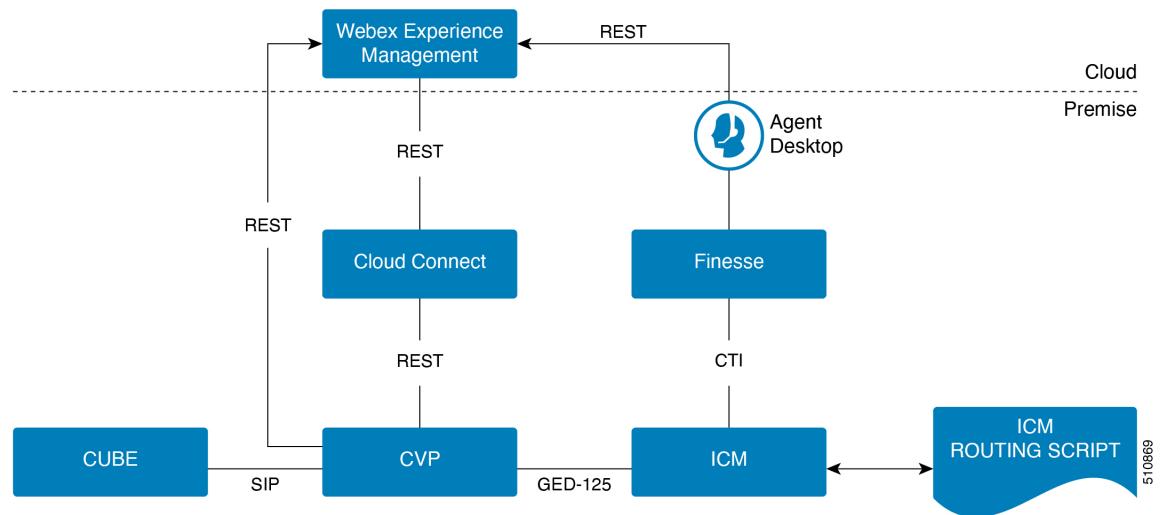 Webex Experience
Management
REST
Cloud
Premise
Agent
Desktop
REST
REST
Cloud Connect
Finesse
REST
CTI
CUBE
SIP
CVP
GED-125
ICM
ICM
ROUTING SCRIPT
510869